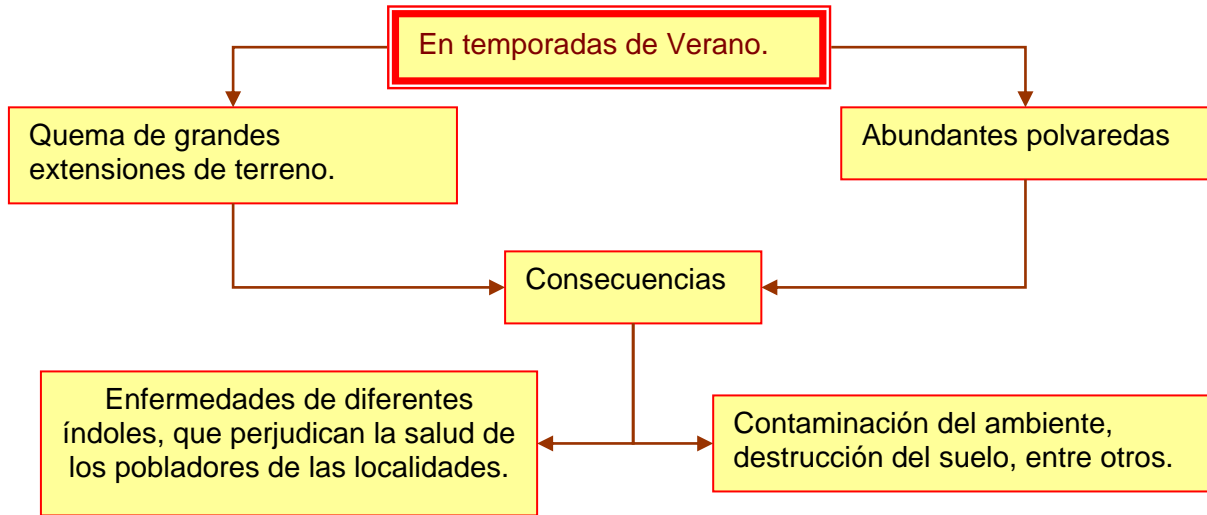 En temporadas de Verano.
Quema de grandes
extensiones de terreno.
Abundantes polvaredas
Consecuencias
Enfermedades de diferentes
índoles, que perjudican la salud de
los pobladores de las localidades.
Contaminación del ambiente,
destrucción del suelo, entre otros.